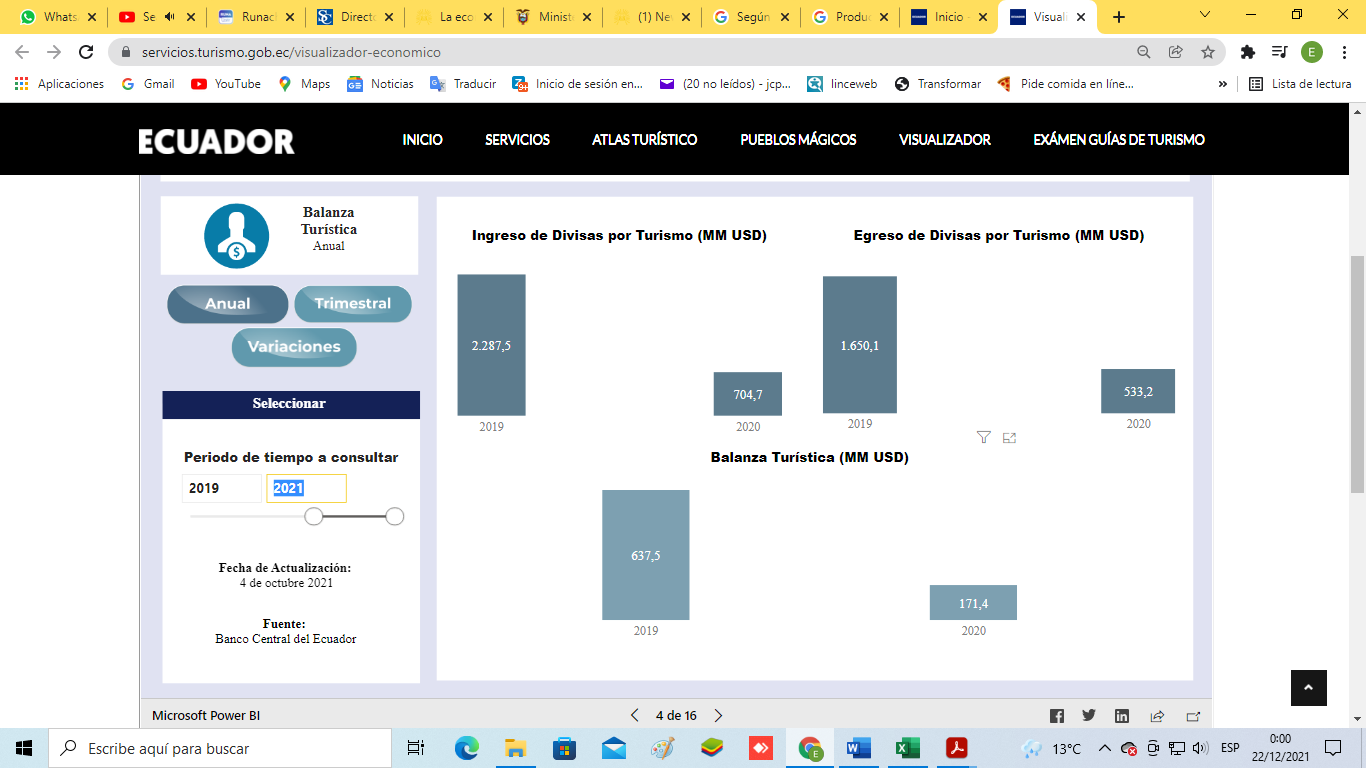 Whats
Se
Runac
Directo
La eco
Ministe
(1) Nev
Según
Produc
Inicio -
Visuali
servicios.turismo.gob.ec/visualizador-economico
E
Aplicaciones
Gmail
YouTube
Maps
Noticias
Traducir
Inicio de sesión en...
(20 no leídos) - jcp...
linceweb
Transformar
Pide comida en líne...
»
Lista de lectura
ECUADOR
INICIO
SERVICIOS
ATLAS TURÍSTICO
PUEBLOS MÁGICOS
VISUALIZADOR
EXÁMEN GUÍAS DE TURISMO
Balanza
Turística
Anual
Anual
Trimestral
Variaciones
Seleccionar
Periodo de tiempo a consultar
2019
2021
Fecha de Actualización:
4 de octubre 2021
Fuente:
Banco Central del Ecuador
Ingreso de Divisas por Turismo (MM USD)
2.287,5
704,7
2019
2020
Egreso de Divisas por Turismo (MM USD)
1.650,1
533,2
2019
2020
Balanza Turística (MM USD)
637,5
171,4
2019
2020
Microsoft Power BI
4 de 16
Escribe aquí para buscar
13°C
ESP
0:00
22/12/2021